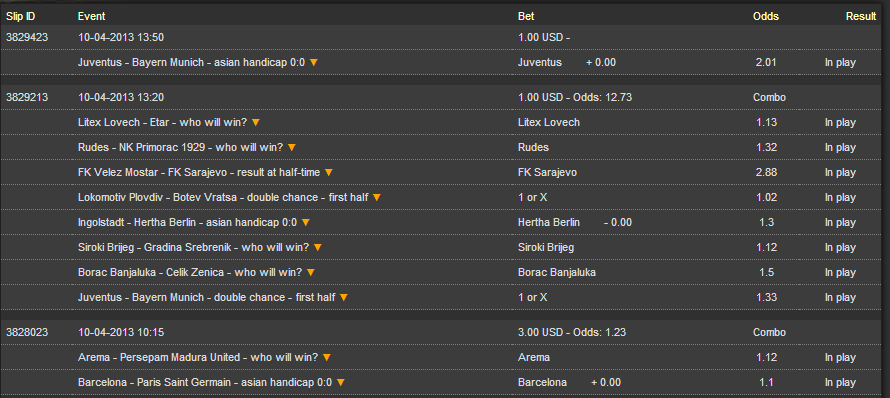 Slip ID Event Bet Odds Result
3829423 10-04-2013 13:50 1.00 USD -
Juventus - Bayern Munich - asian handicap 0:0 ▼ Juventus + 0.00 2.01 In play
3829213 10-04-2013 13:20 1.00 USD - Odds: 12.73 Combo
Litex Lovech - Etar - who will win? ▼ Litex Lovech 1.13 In play
Rudes - NK Primorac 1929 - who will win? ▼ Rudes 1.32 In play
FK Velez Mostar - FK Sarajevo - result at half-time ▼ FK Sarajevo 2.88 In play
Lokomotiv Plovdiv - Botev Vratsa - double chance - first half ▼ 1 or X 1.02 In play
Ingolstadt - Hertha Berlin - asian handicap 0:0 ▼ Hertha Berlin - 0.00 1.3 In play
Siroki Brijeg - Gradina Srebrenik - who will win? ▼ Siroki Brijeg 1.12 In play
Borac Banjaluka - Celik Zenica - who will win? ▼ Borac Banjaluka 1.5 In play
Juventus - Bayern Munich - double chance - first half ▼ 1 or X 1.33 In play
3828023 10-04-2013 10:15 3.00 USD - Odds: 1.23 Combo
Arema - Persepam Madura United - who will win? ▼ Arema 1.12 In play
Barcelona - Paris Saint Germain - asian handicap 0:0 ▼ Barcelona + 0.00 1.1 In play